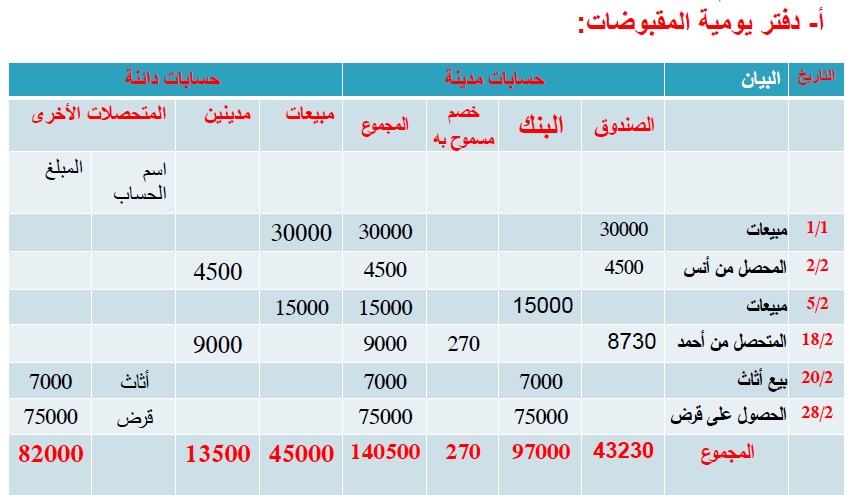 أ- دفتر يومية المقبوضات:
التاريخ البيان حسابات مدينة حسابات دائنة
الصندوق البنك خصم مسموح به المجموع مبيعات مدينين المتحصلات الأخرى
اسم الحساب المبلغ
1/1 مبيعات 30000 30000 30000
2/2 المحصل من أنس 4500 4500 4500
5/2 مبيعات 15000 15000 15000
18/2 المتحصل من أحمد 8730 270 9000 9000
20/2 بيع أثاث 7000 7000 أثاث 7000
28/2 الحصول على قرض 75000 75000 قرض 75000
المجموع 43230 97000 270 140500 45000 13500 82000